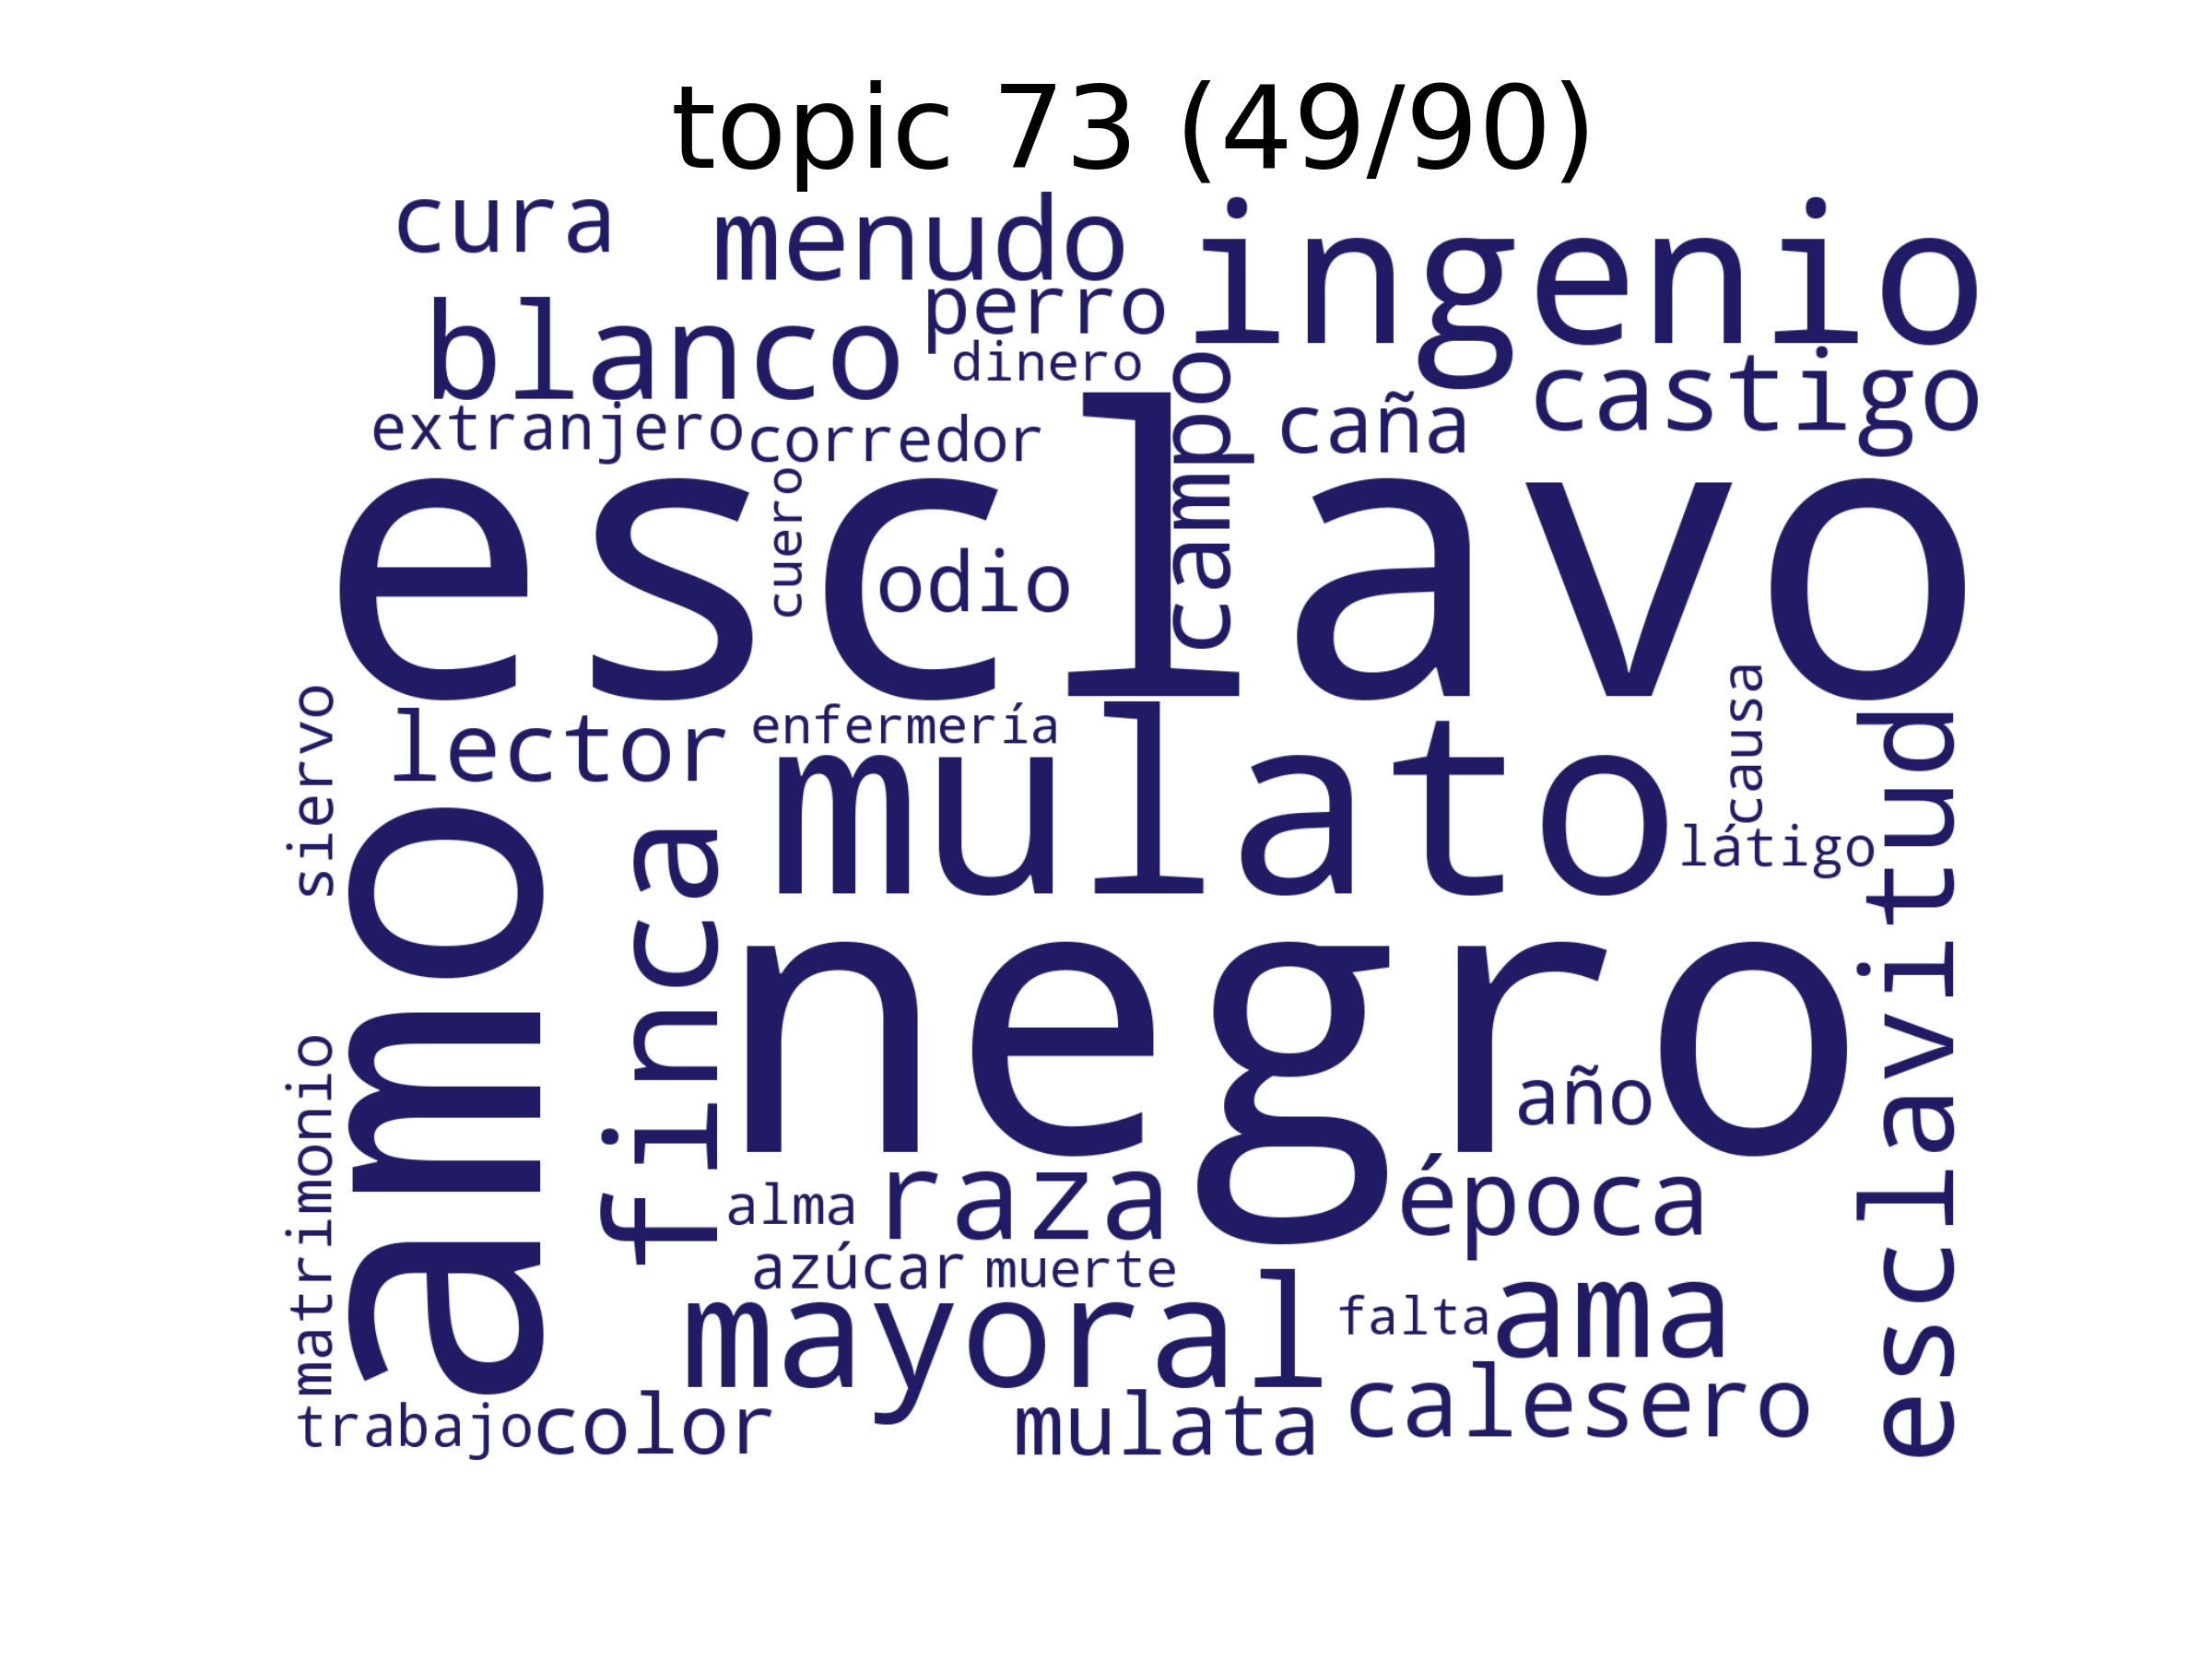 topic 73 (49/90)
cura
menudo
ingenio
blanco
perro
dinero
castigo
extranjero
corredor
campo
caña
esclavo
cuero
odio
siervo
lector
enfermería
mulato
causa
látigo
esclavitud
amo
finca
negro
año
matrimonio
alma
raza
época
azúcar
muerte
mayoral
falta
ama
trabajo
color
mulata
calesero